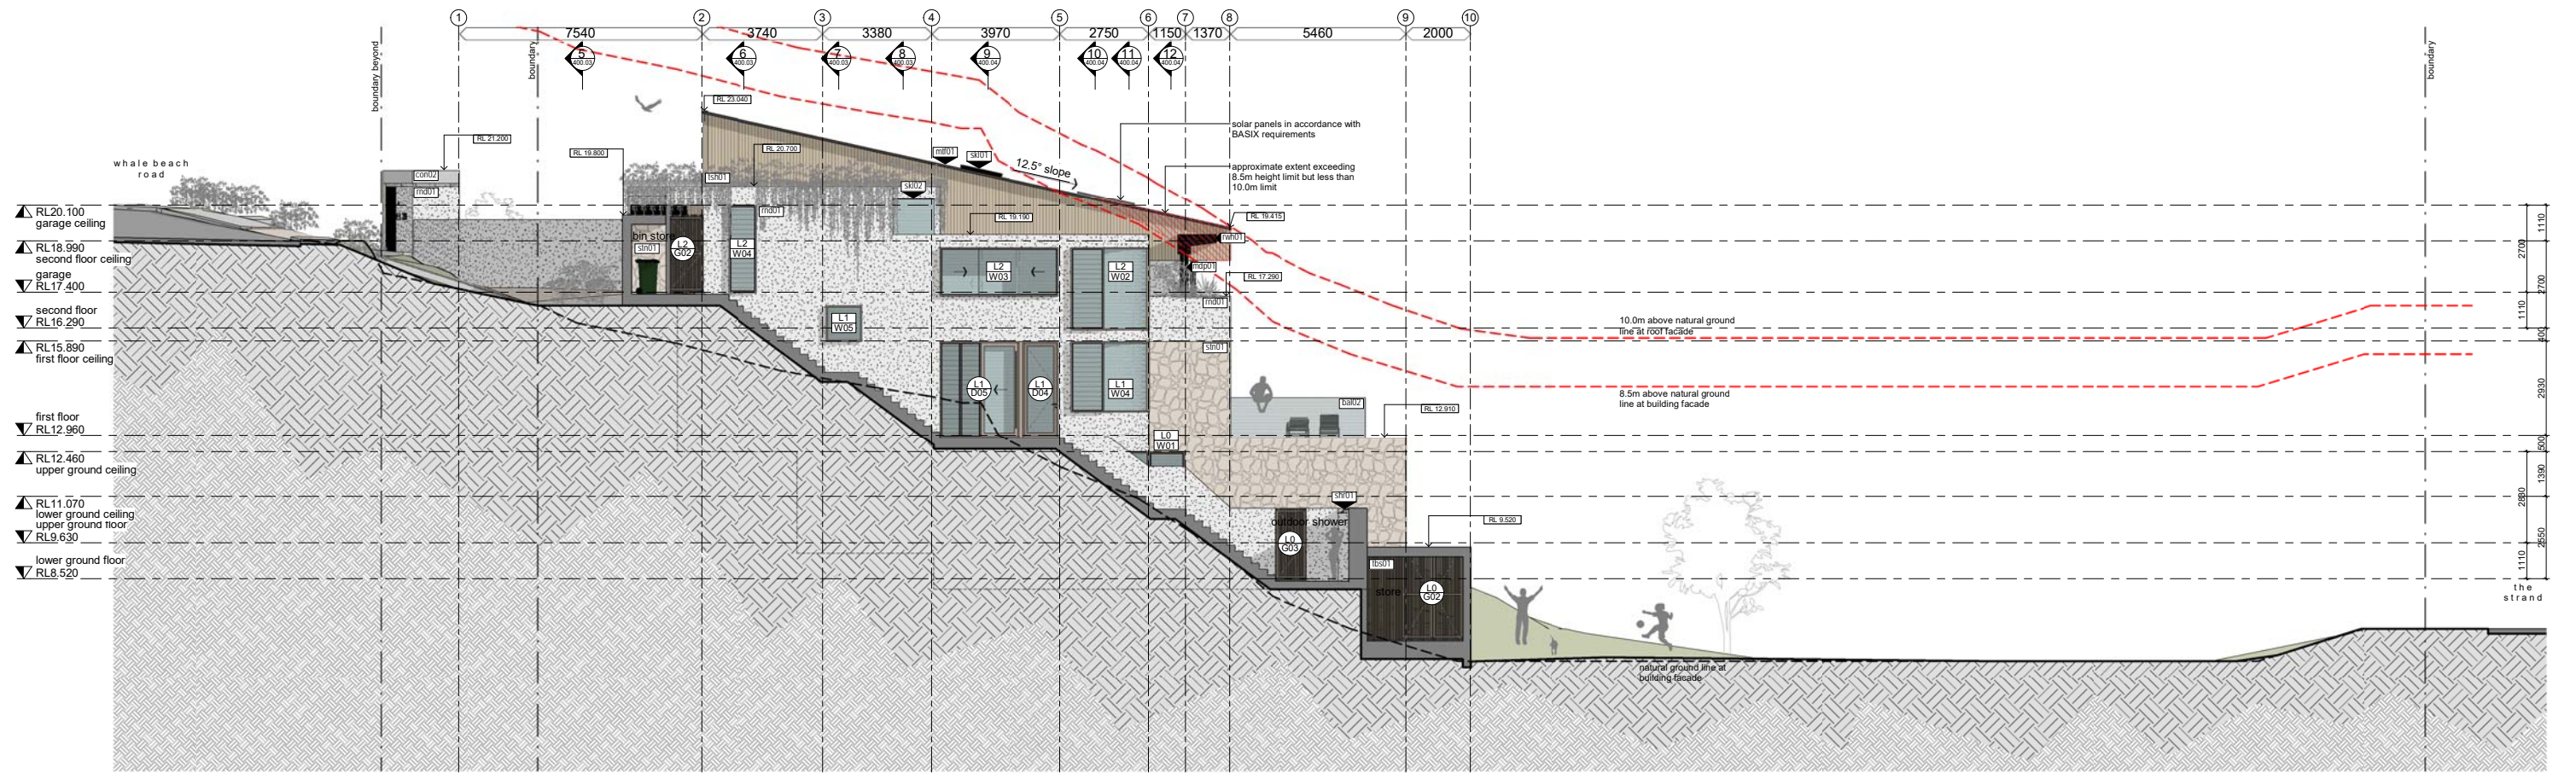 1
2
3
4
5
6
7
8
9
10
7540
3740
3380
3970
2750
1150
1370
5460
2000
5
400.03
6
400.03
7
400.03
8
400.03
9
400.04
10
400.04
11
400.04
12
400.04
boundary beyond
boundary
boundary
RL 23.040
RL 21.200
RL 19.800
RL 20.700
solar panels in accordance with
BASIX requirements
approximate extent exceeding
8.5m height limit but less than
10.0m limit
12.5° slope
whale beach
road
con02
rnd01
tsh01
mtf01
skl01
skl02
rnd01
RL 19.190
RL 19.415
rwh01
mdp01
RL 17.290
rnd01
bin store
stn01
L2
G02
L2
W04
L2
W03
L2
W02
L1
W05
stn01
L1
D05
L1
D04
L1
W04
L0
W01
bal02
RL 12.910
shr01
outdoor shower
L0
G03
RL 9.520
tbs01
store
L0
G02
RL20.100
garage ceiling
RL18.990
second floor ceiling
garage
RL17.400
second floor
RL16.290
RL15.890
first floor ceiling
first floor
RL12.960
RL12.460
upper ground ceiling
RL11.070
lower ground ceiling
upper ground floor
RL9.630
lower ground floor
RL8.520
10.0m above natural ground
line at roof facade
8.5m above natural ground
line at building facade
natural ground line at
building facade
1110
2700
2700
1110
400
2930
500
1390
2830
2550
1110
the
strand